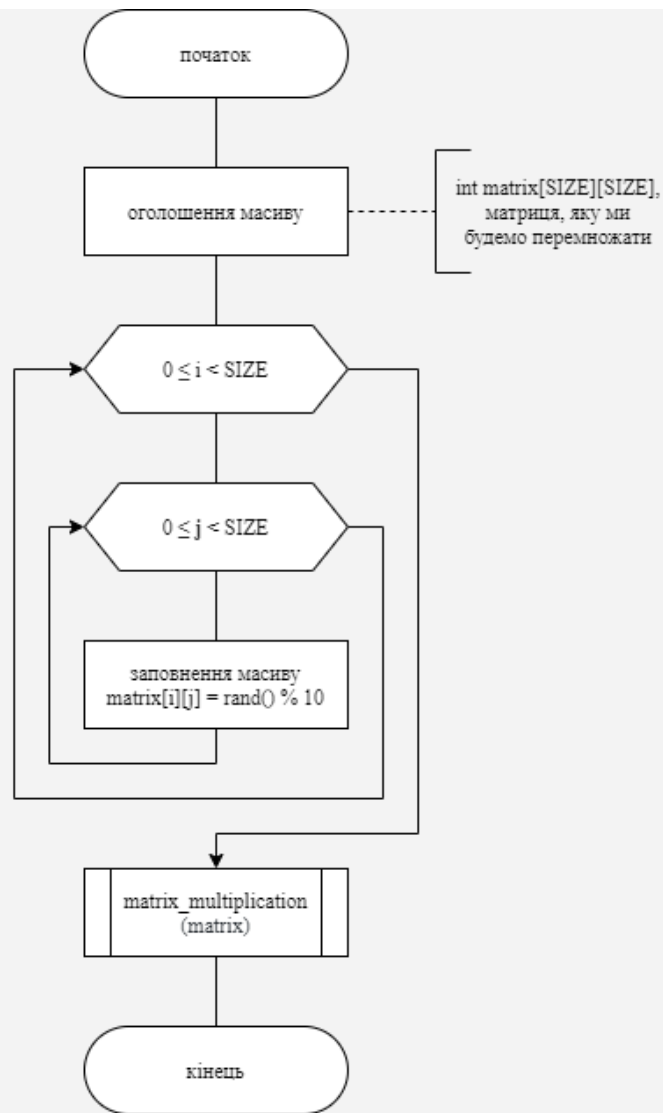 початок
оголошення масиву
int matrix[SIZE][SIZE],
матриця, яку ми
будемо перемножати
0 ≤ i < SIZE
0 ≤ j < SIZE
заповнення масиву
matrix[i][j] = rand() % 10
matrix_multiplication
(matrix)
кінець